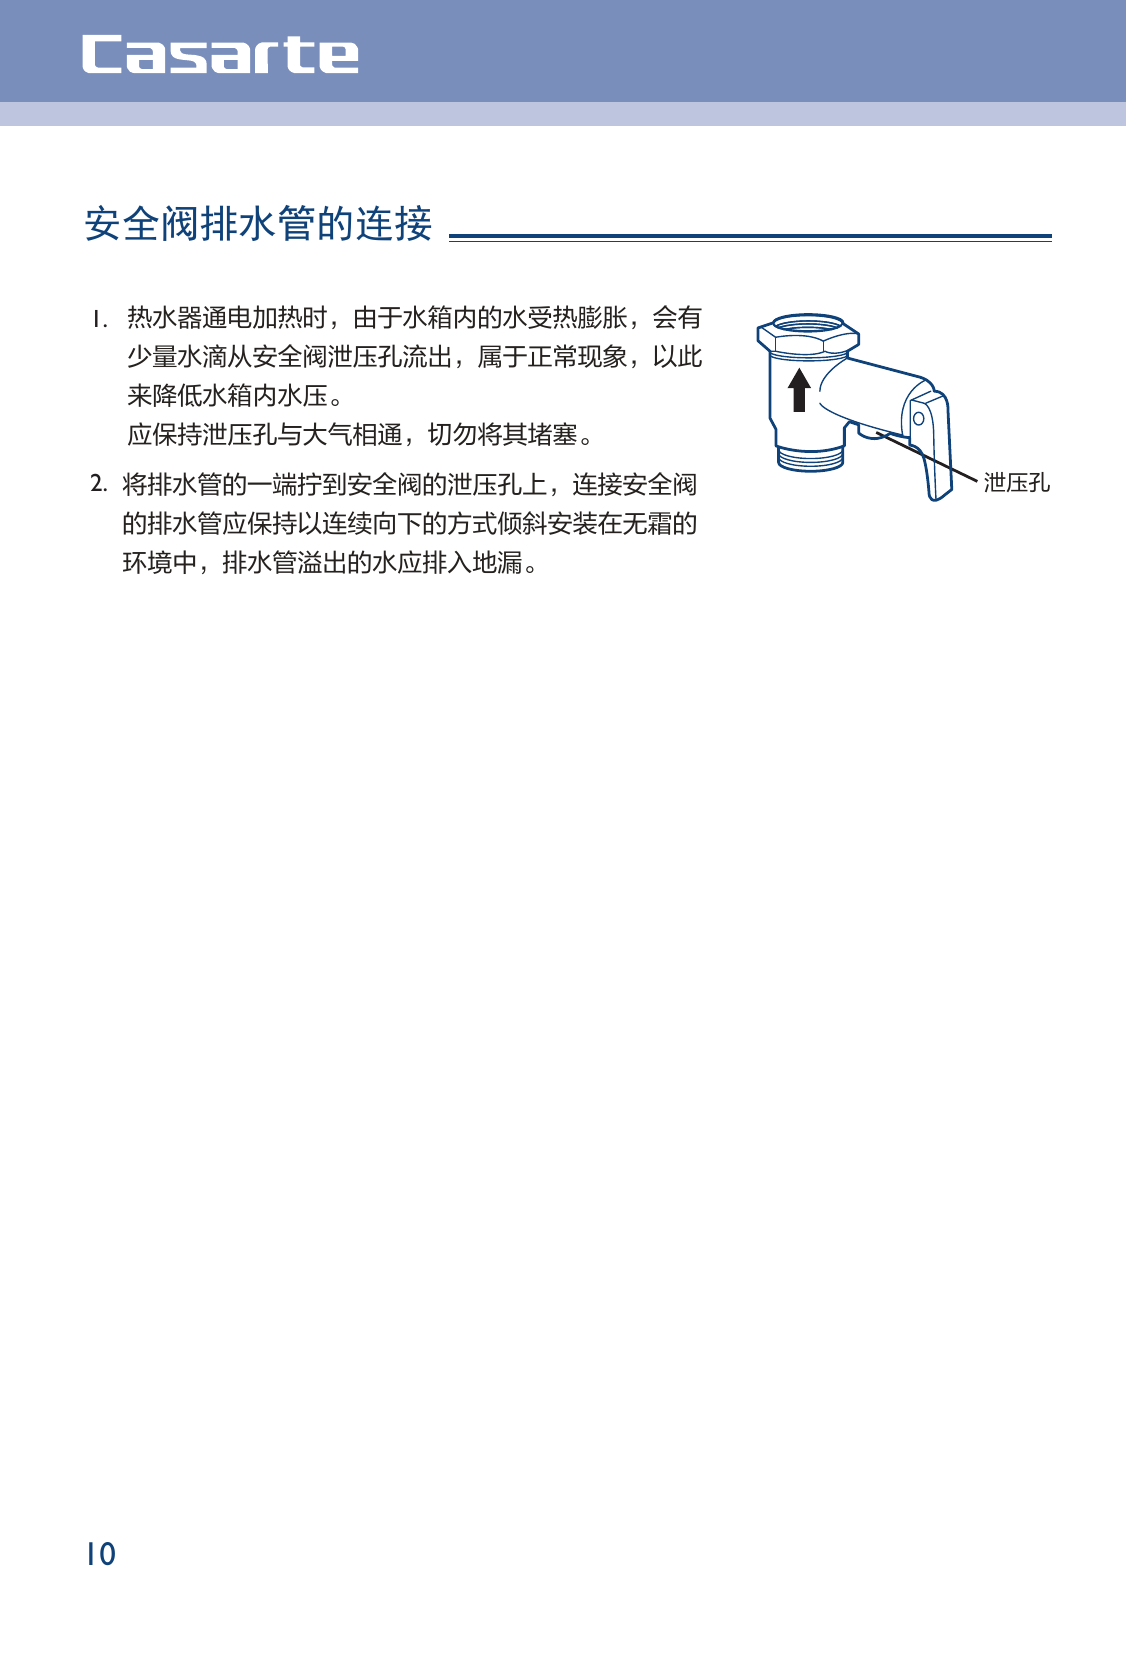 Casarte
安全阀排水管的连接
1. 热水器通电加热时，由于水箱内的水受热膨胀，会有
少量水滴从安全阀泄压孔流出，属于正常现象，以此
来降低水箱内水压。
应保持泄压孔与大气相通，切勿将其堵塞。
2. 将排水管的一端拧到安全阀的泄压孔上，连接安全阀
的排水管应保持以连续向下的方式倾斜安装在无霜的
环境中，排水管溢出的水应排入地漏。
泄压孔
10